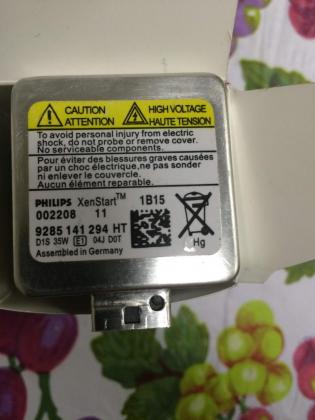 CAUTION
ATTENTION
HIGH VOLTAGE
HAUTE TENSION
To avoid personal injury from electric
shock, do not probe or remove cover.
No serviceable components.
Pour éviter des blessures graves causées
par un choc électrique,ne pas sonder
ni enlever le couvercle.
Aucun élément reparable.
PHILIPS XenStart™ 1B15
002208 11
9285 141 294 HT
D1S 35W E1 04J D0T
Assembled in Germany
Hg